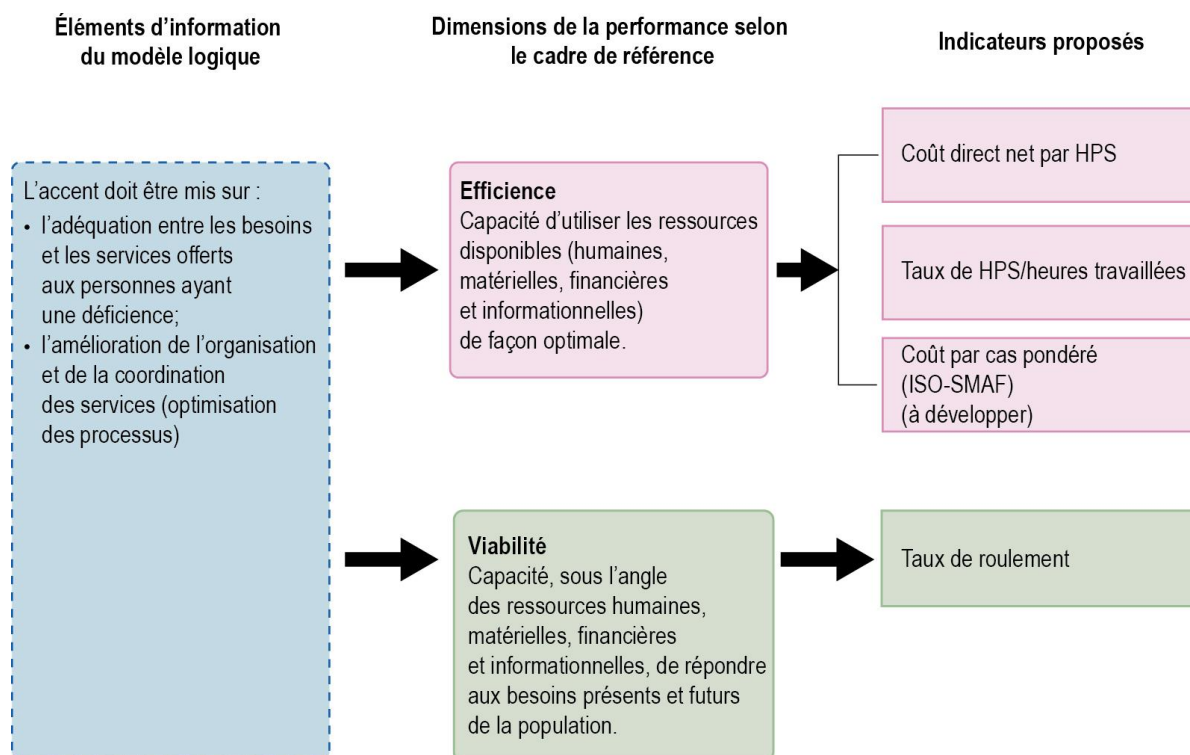 Éléments d’information
du modèle logique
Dimensions de la performance selon
le cadre de référence
Indicateurs proposés
L’accent doit être mis sur :
• l’adéquation entre les besoins
et les services offerts
aux personnes ayant
une déficience;
• l’amélioration de l’organisation
et de la coordination
des services (optimisation
des processus)
Efficience
Capacité d’utiliser les ressources
disponibles (humaines,
matérielles, financières
et informationnelles)
de façon optimale.
Coût direct net par HPS
Taux de HPS/heures travaillées
Coût par cas pondéré
(ISO-SMAF)
(à développer)
Viabilité
Capacité, sous l’angle
des ressources humaines,
matérielles, financières
et informationnelles, de répondre
aux besoins présents et futurs
de la population.
Taux de roulement